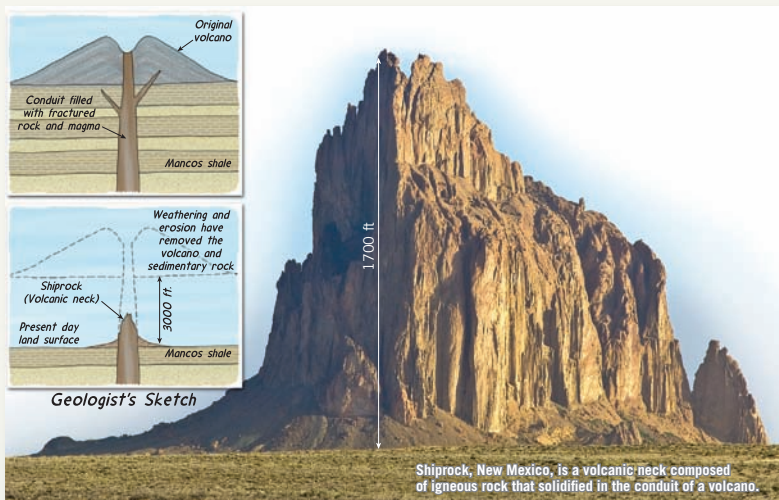 Original
volcano
Conduit filled
with fractured
rock and magma
Mancos shale
Weathering and
erosion have
removed the
volcano and
sedimentary rock
Shiprock
(Volcanic neck)
3000 ft.
Present day
land surface
Mancos shale
Geologist's Sketch
1700 ft
Shiprock, New Mexico, is a volcanic neck composed
of igneous rock that solidified in the conduit of a volcano.